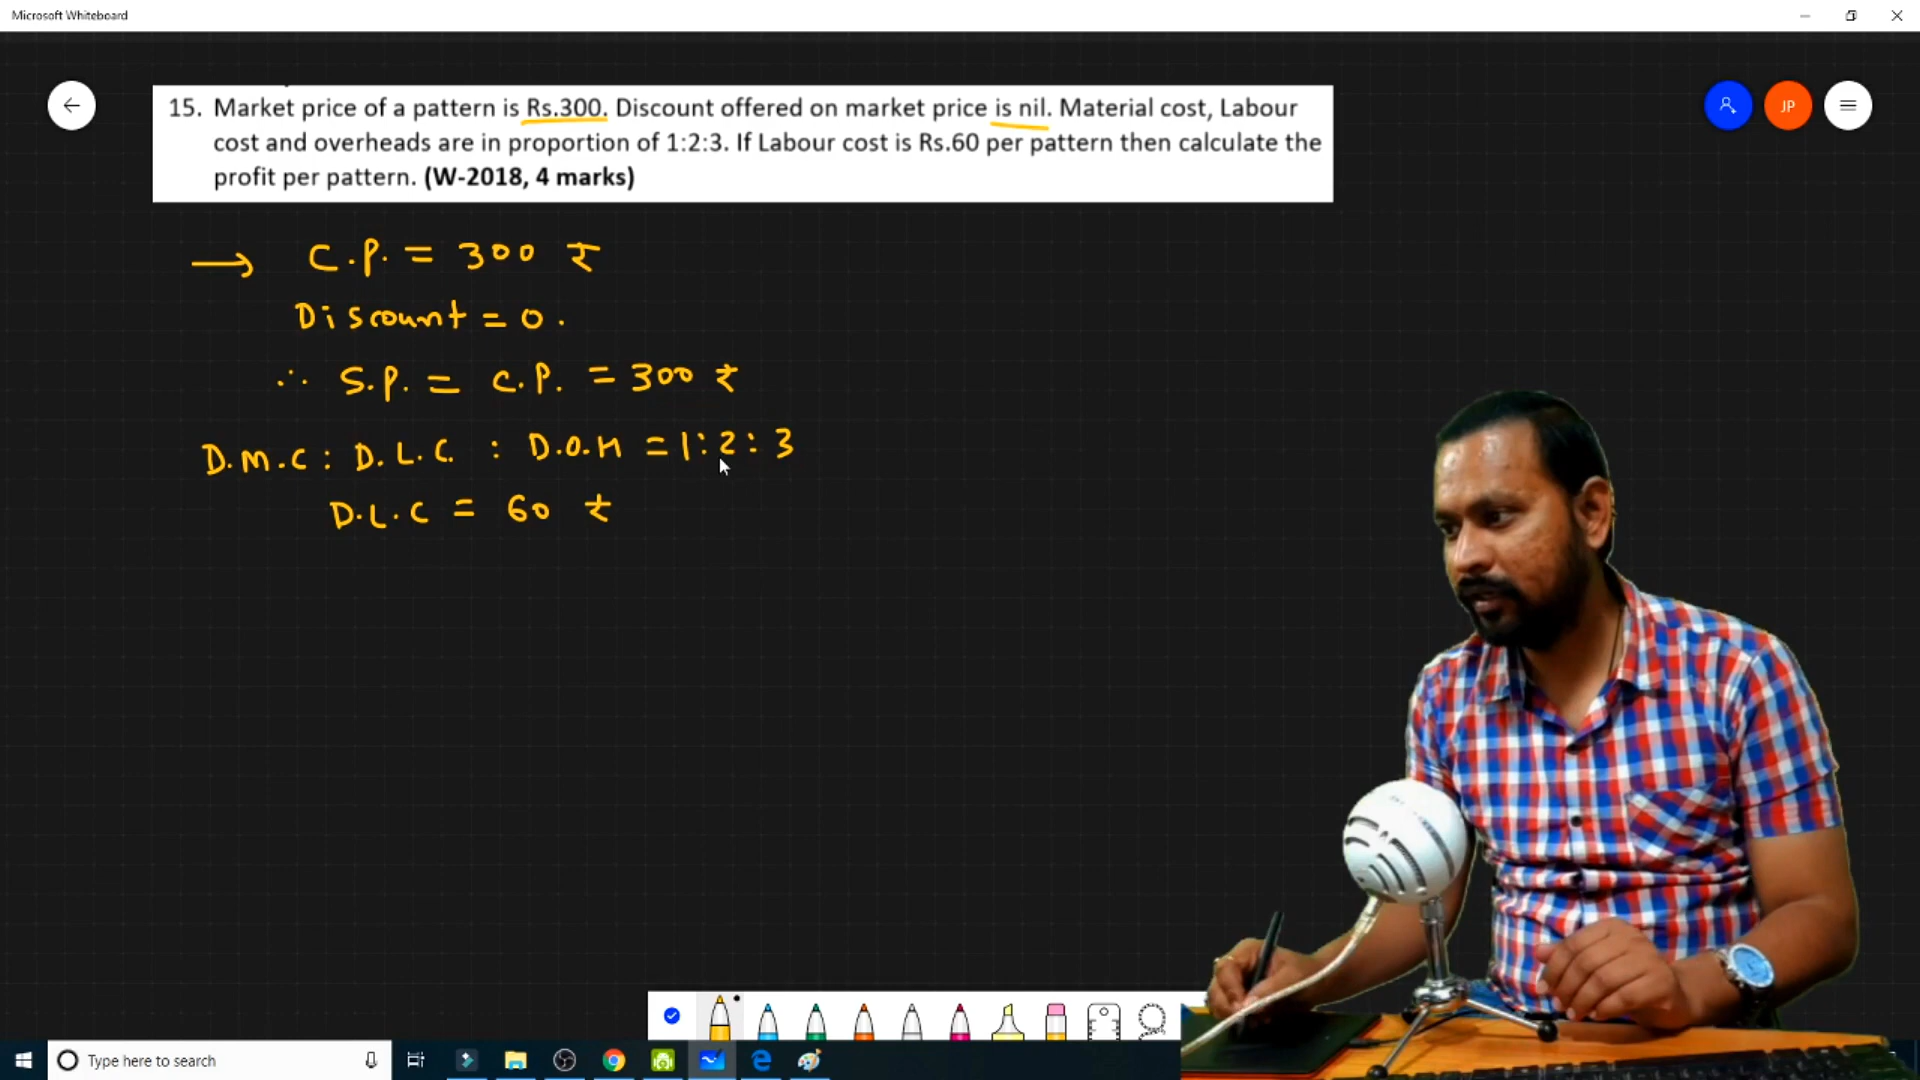 Microsoft Whiteboard
15. Market price of a pattern is Rs.300. Discount offered on market price is nil. Material cost, Labour
cost and overheads are in proportion of 1:2:3. If Labour cost is Rs.60 per pattern then calculate the
profit per pattern. (W-2018, 4 marks)
JP
→ C.P. = 300 ₹
Discount = 0.
∴ S.P. = C.P. = 300 ₹
D.M.C : D.L.C. : D.O.H = 1:2:3
D.L.C = 60 ₹
Type here to search